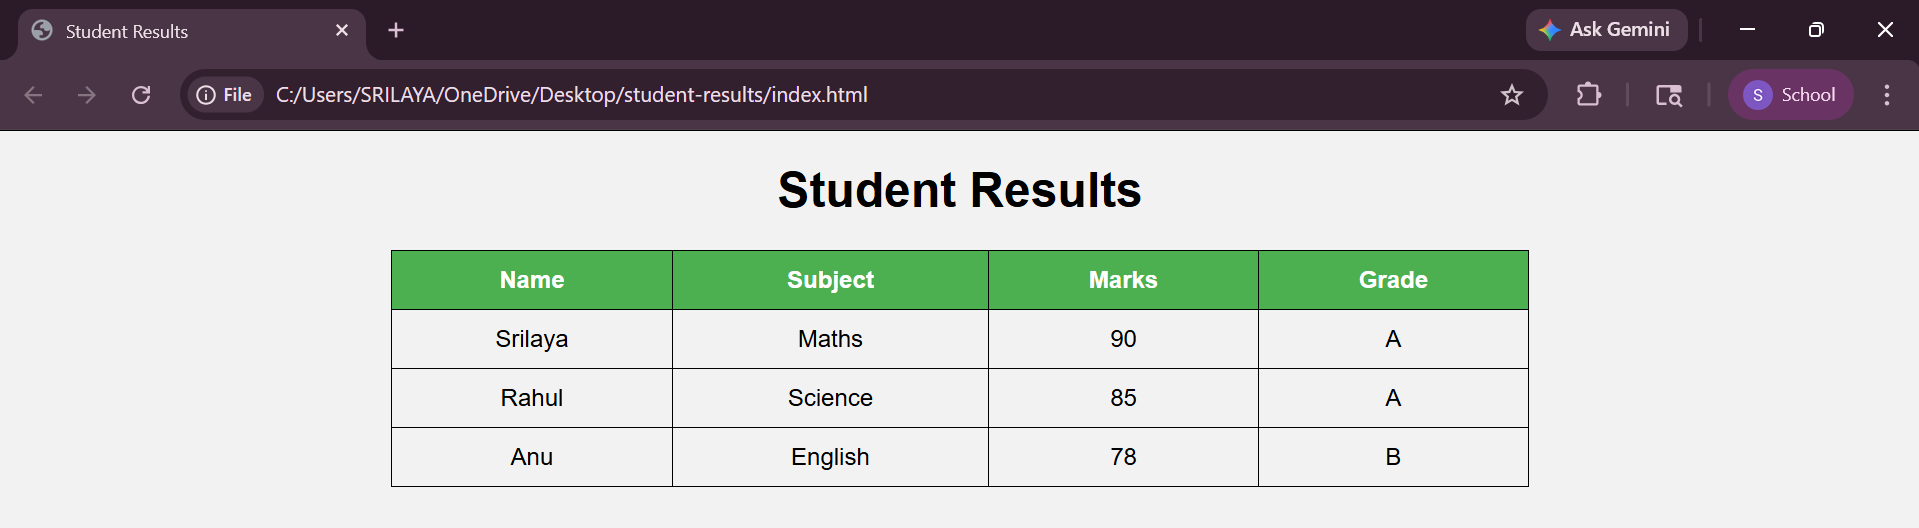 Student Results
Ask Gemini
File C:/Users/SRILAYA/OneDrive/Desktop/student-results/index.html
S School
Student Results
Name Subject Marks Grade
Srilaya Maths 90 A
Rahul Science 85 A
Anu English 78 B